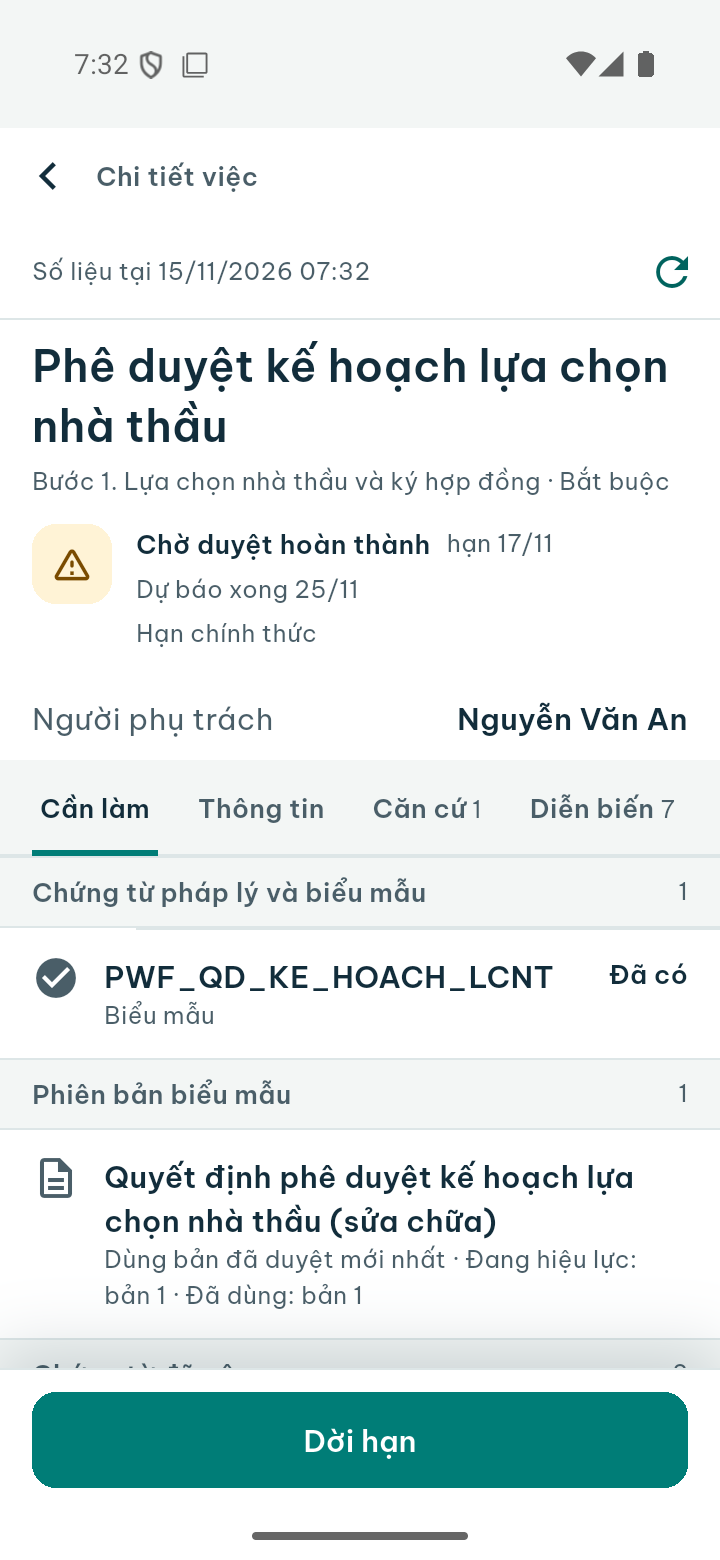 7:32
Chi tiết việc
Số liệu tại 15/11/2026 07:32
Phê duyệt kế hoạch lựa chọn
nhà thầu
Bước 1. Lựa chọn nhà thầu và ký hợp đồng · Bắt buộc
Chờ duyệt hoàn thành hạn 17/11
Dự báo xong 25/11
Hạn chính thức
Người phụ trách Nguyễn Văn An
Cần làm Thông tin Căn cứ 1 Diễn biến 7
Chứng từ pháp lý và biểu mẫu 1
PWF_QD_KE_HOACH_LCNT Đã có
Biểu mẫu
Phiên bản biểu mẫu 1
Quyết định phê duyệt kế hoạch lựa
chọn nhà thầu (sửa chữa)
Dùng bản đã duyệt mới nhất · Đang hiệu lực:
bản 1 · Đã dùng: bản 1
Dời hạn